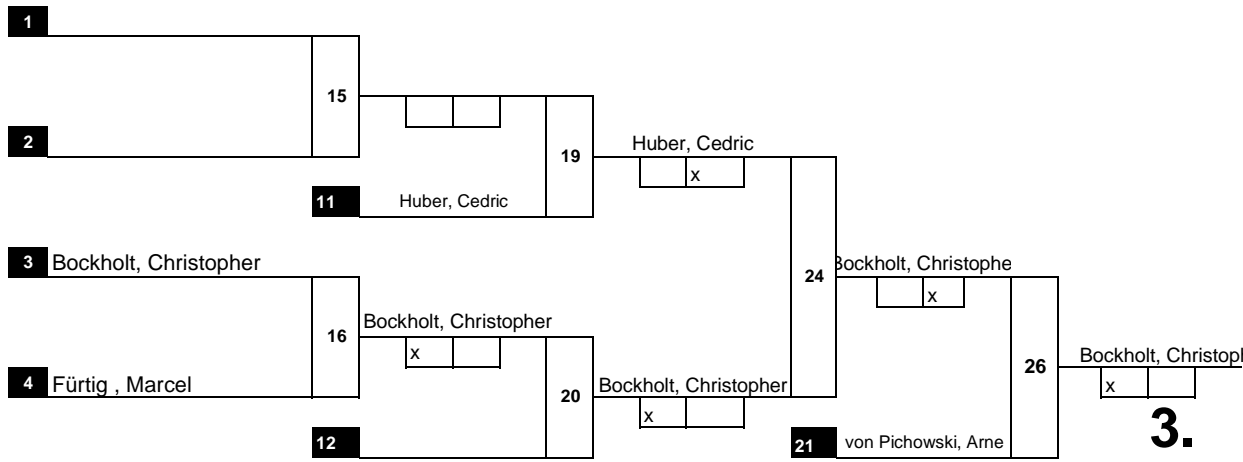 1
15
2
Huber, Cedric
19
x
11
Huber, Cedric
3
Bockholt, Christopher
24
Bockholt, Christophe
x
16
Bockholt, Christopher
x
26
Bockholt, Christoph
x
4
Fürtig , Marcel
20
Bockholt, Christopher
x
3.
12
21
von Pichowski, Arne